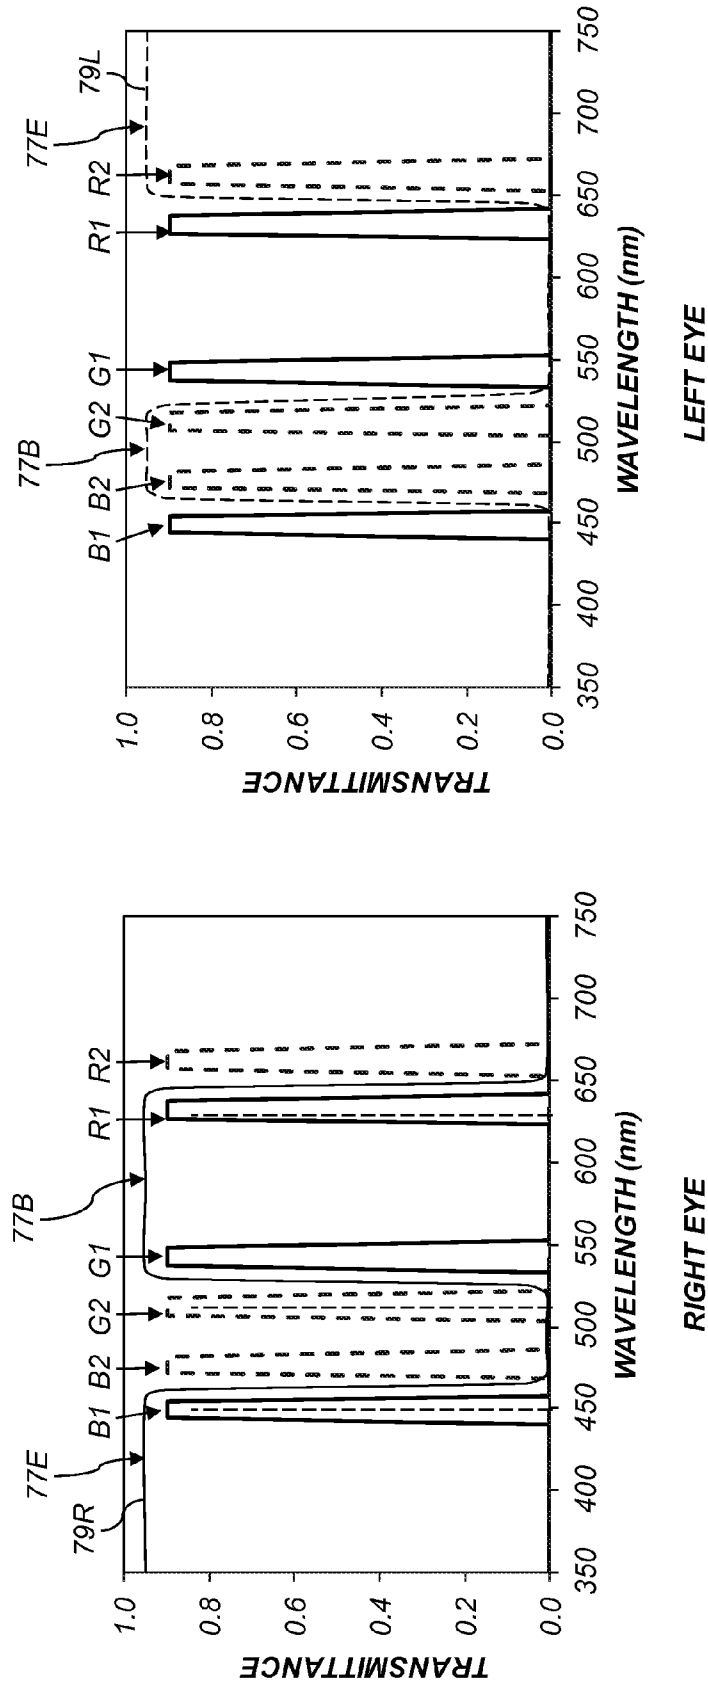 79R
77E
B1
B2
G2
G1
77B
R1
R2
TRANSMITTANCE
1.0
0.8
0.6
0.4
0.2
0.0
350
400
450
500
550
600
650
700
750
WAVELENGTH (nm)
RIGHT EYE
B1
77B
B2
G2
G1
R1
R2
77E
79L
TRANSMITTANCE
1.0
0.8
0.6
0.4
0.2
0.0
350
400
450
500
550
600
650
700
750
WAVELENGTH (nm)
LEFT EYE